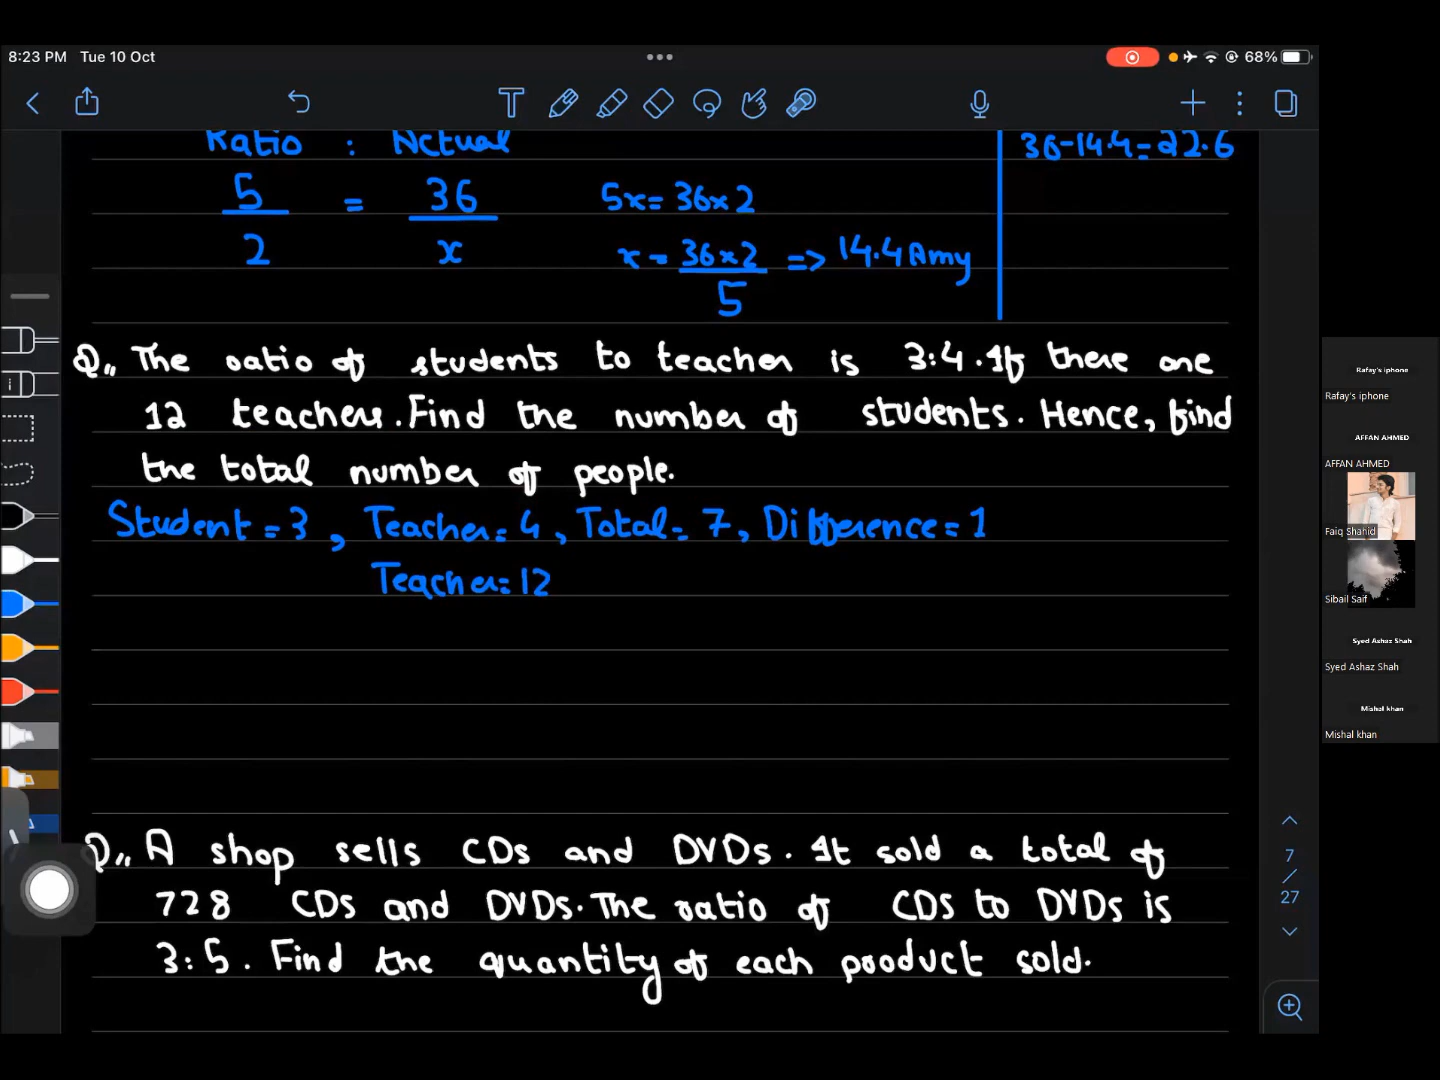 8:23 PM Tue 10 Oct
68%
Ratio : Actual
36-14.4=22.6
5/2 = 36/x
5x=36×2
x = 36×2/5 => 14.4 Amy
Q,, The ratio of students to teacher is 3:4. If there are
12 teachers. Find the number of students. Hence, find
the total number of people.
Student=3, Teacher=4, Total=7, Difference=1
Teacher=12
Q,, A shop sells CDs and DVDs. It sold a total of
728 CDs and DVDs. The ratio of CDs to DVDs is
3:5. Find the quantity of each product sold.
7
/
27
Rafay's iphone
Rafay's iphone
AFFAN AHMED
AFFAN AHMED
Faiq Shahid
Sibail Saif
Syed Ashaz Shah
Syed Ashaz Shah
Mishal khan
Mishal khan